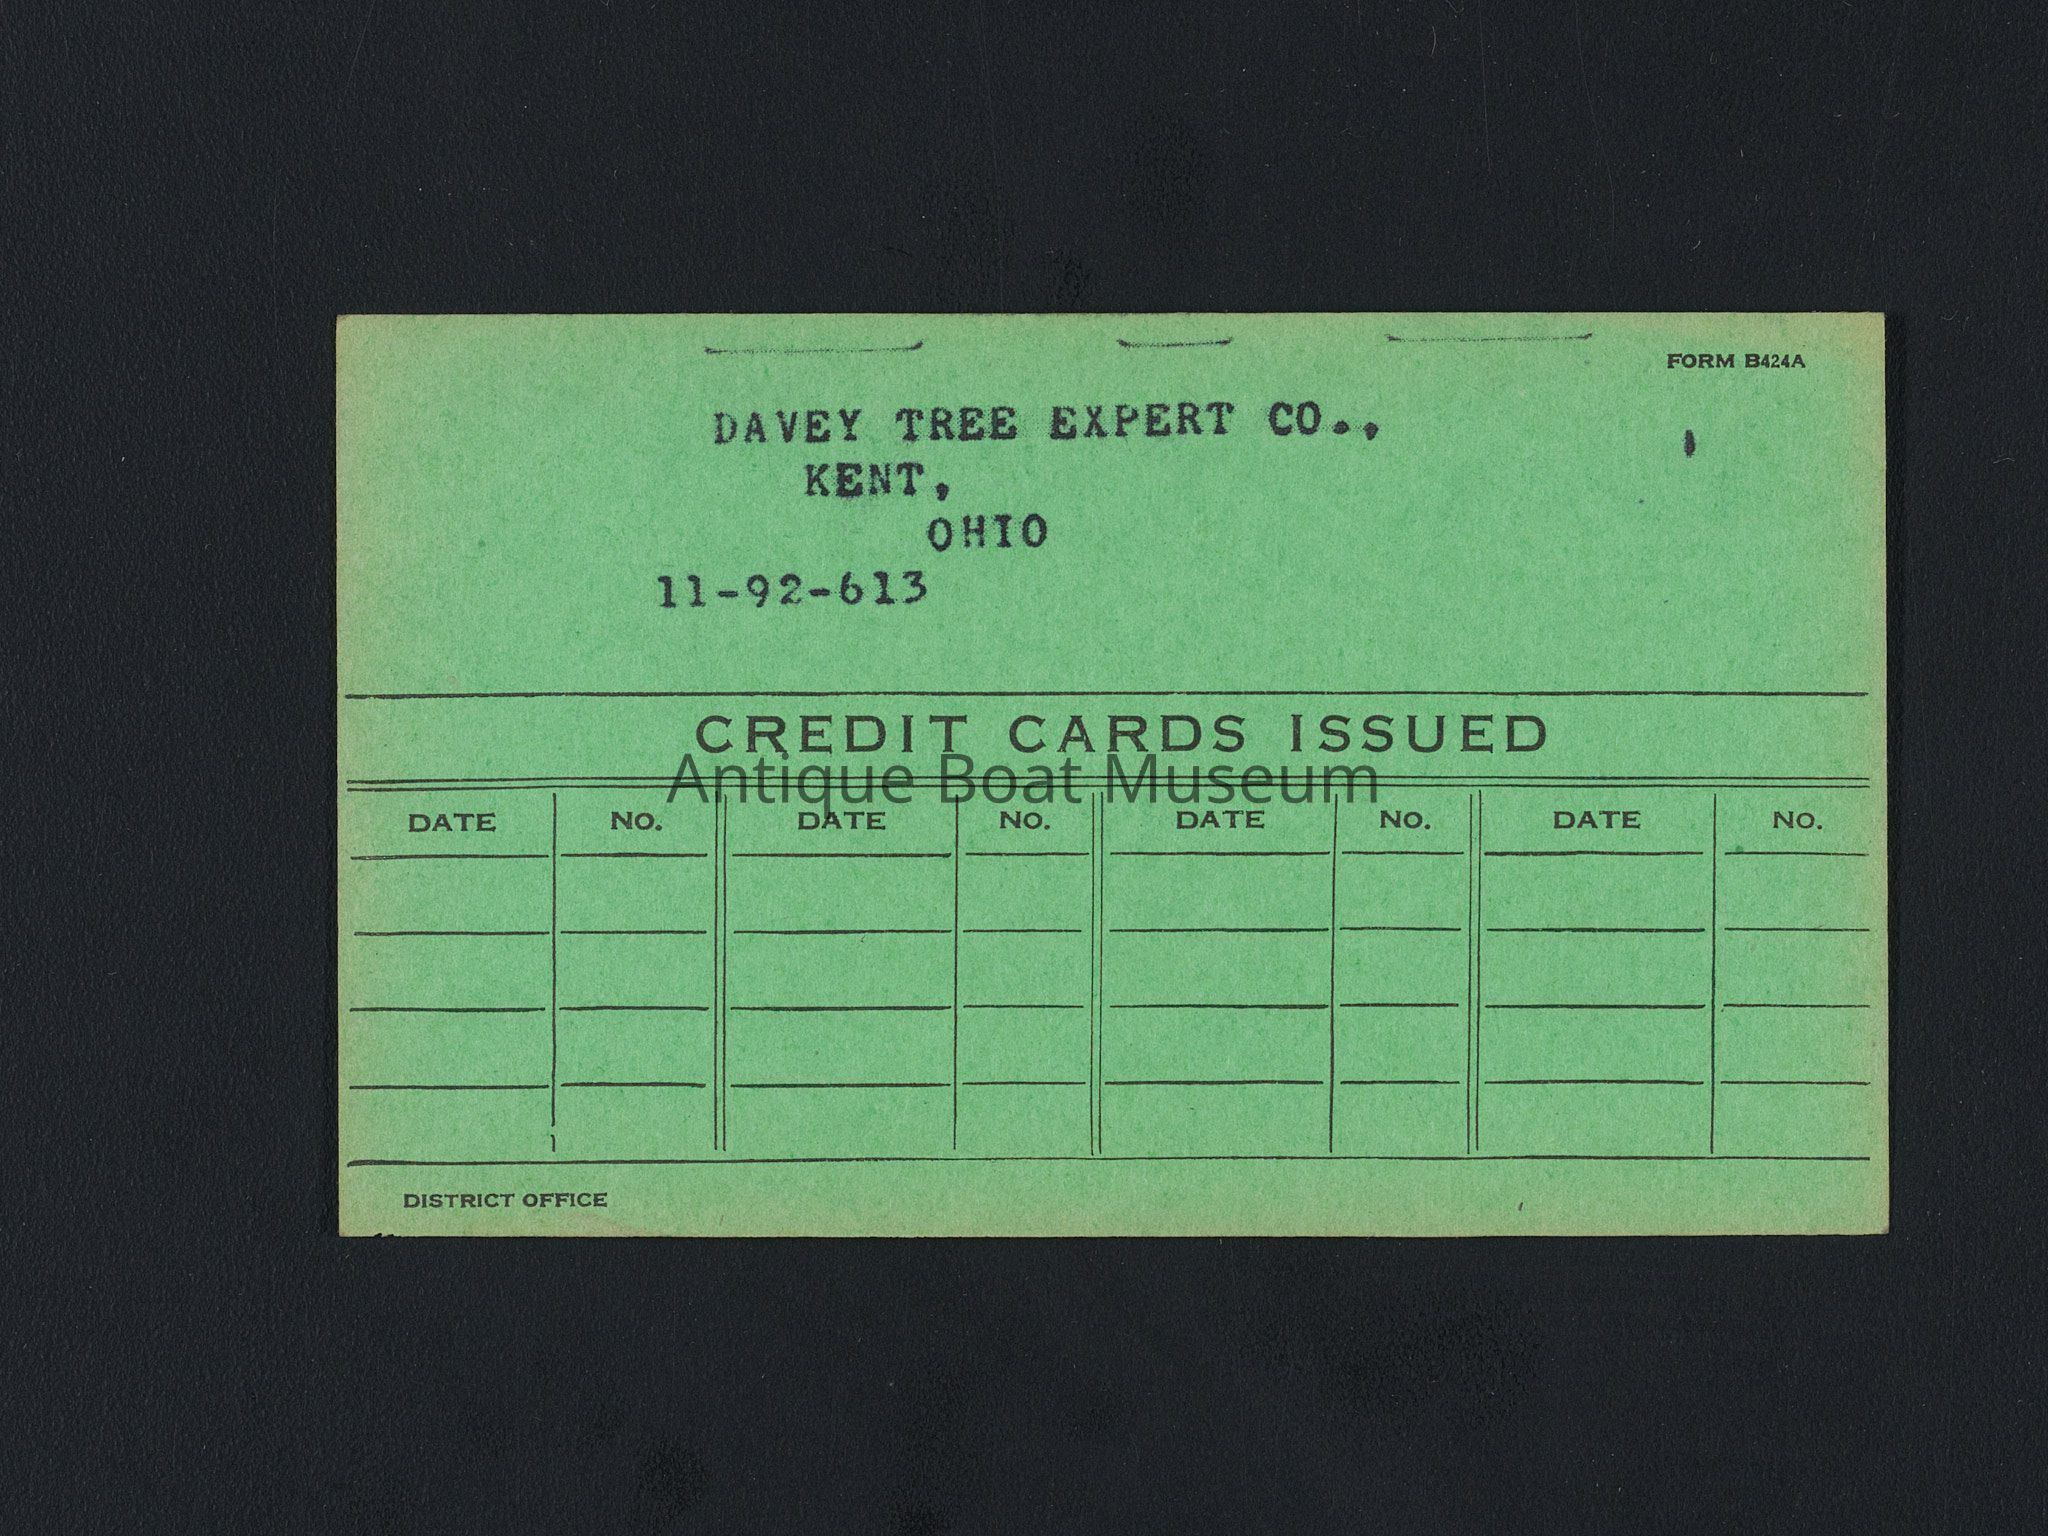 FORM B424A
DAVEY TREE EXPERT CO.,
KENT,
OHIO
11-92-613
CREDIT CARDS ISSUED
Antique Boat Museum
DATE NO. DATE NO. DATE NO. DATE NO.
DISTRICT OFFICE